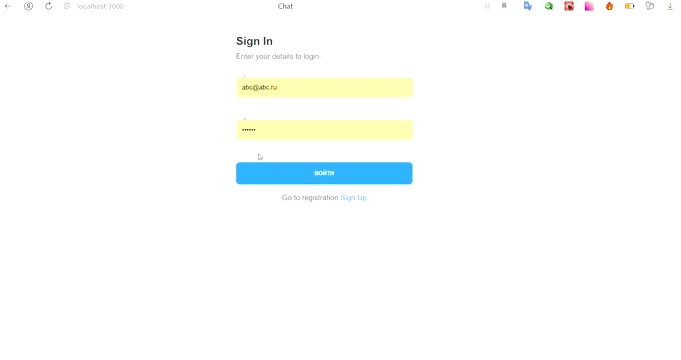 localhost:3000
Chat
Sign In
Enter your details to login.
abc@abc.ru
••••••
ВОЙТИ
Go to registration Sign Up